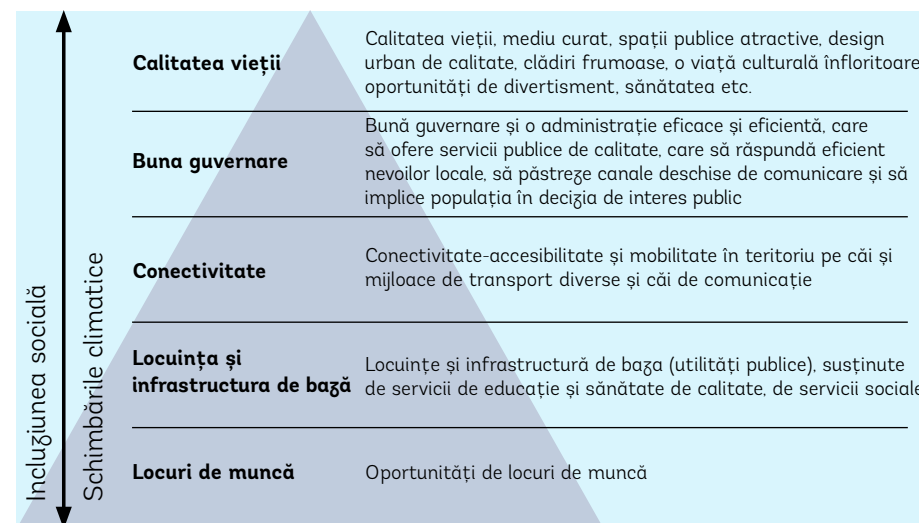 Calitatea vieții
Calitatea vieții, mediu curat, spații publice atractive, design
urban de calitate, clădiri frumoase, o viață culturală înfloritoare
oportunități de divertisment, sănătatea etc.
Buna guvernare
Bună guvernare și o administrație eficace și eficientă, care
să ofere servicii publice de calitate, care să răspundă eficient
nevoilor locale, să păstreze canale deschise de comunicare și să
implice populația în decizia de interes public
Conectivitate
Conectivitate-accesibilitate și mobilitate în teritoriu pe căi și
mijloace de transport diverse și căi de comunicație
Locuința și
infrastructura de bază
Locuințe și infrastructură de baza (utilități publice), susținute
de servicii de educație și sănătate de calitate, de servicii sociale
Locuri de muncă
Oportunități de locuri de muncă
Incluziunea socială
Schimbările climatice